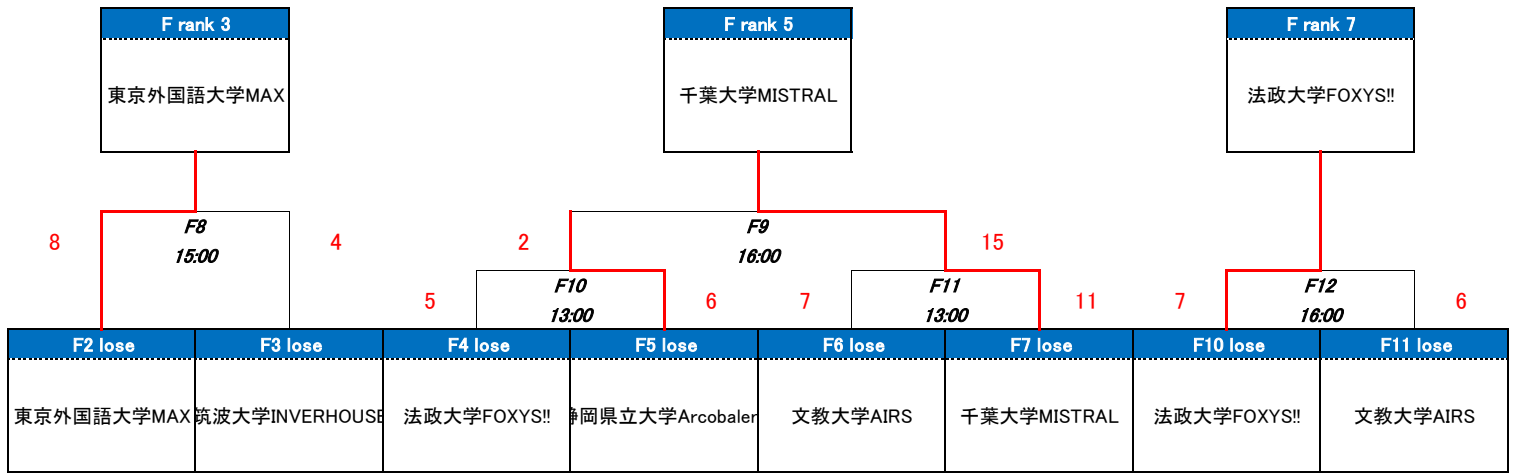 F rank 3
F rank 5
F rank 7
東京外国語大学MAX
千葉大学MISTRAL
法政大学FOXYS!!
8
F8
15:00
4
2
F9
16:00
15
5
F10
13:00
6
7
F11
13:00
11
7
F12
16:00
6
F2 lose
F3 lose
F4 lose
F5 lose
F6 lose
F7 lose
F10 lose
F11 lose
東京外国語大学MAX
筑波大学INVERHOUSE
法政大学FOXYS!!
静岡県立大学Arcobaler
文教大学AIRS
千葉大学MISTRAL
法政大学FOXYS!!
文教大学AIRS